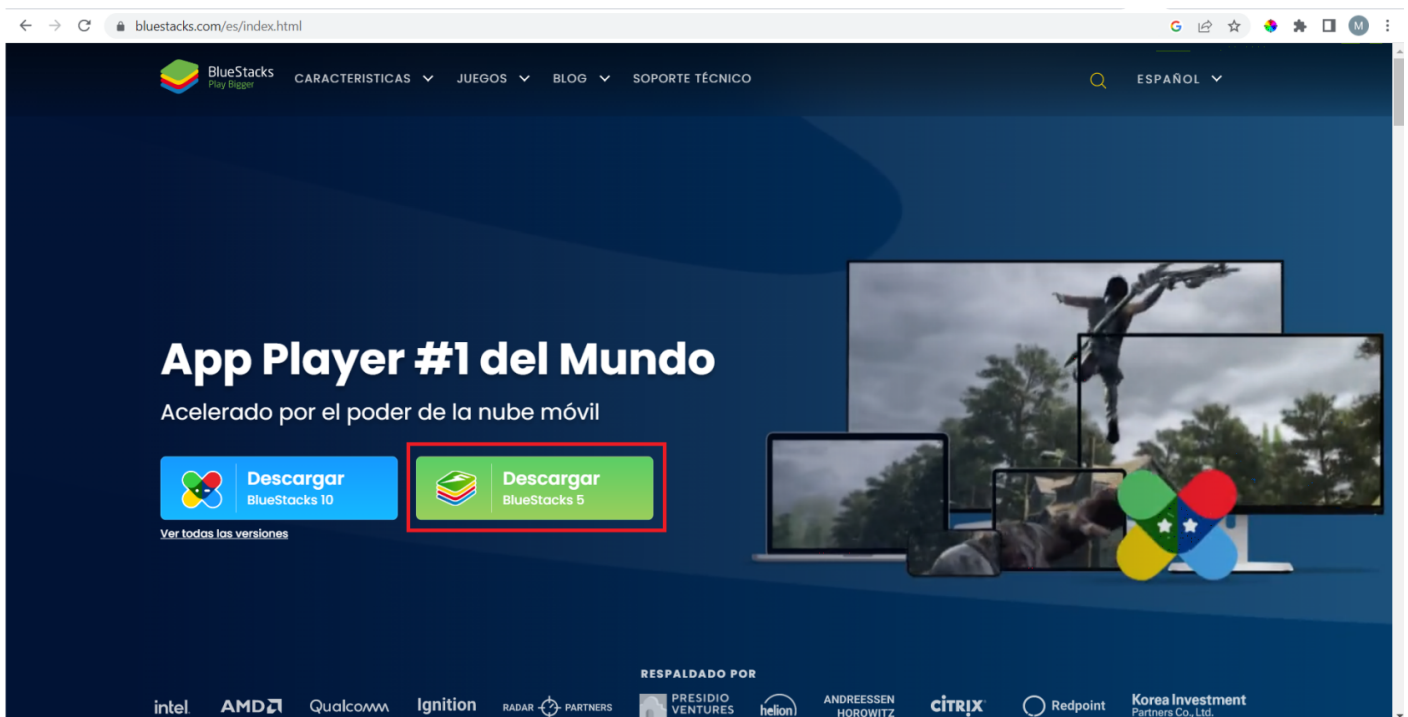 bluestacks.com/es/index.html
G
M
BlueStacks
Play Bigger
CARACTERISTICAS
JUEGOS
BLOG
SOPORTE TÉCNICO
ESPAÑOL
App Player #1 del Mundo
Acelerado por el poder de la nube móvil
Descargar
BlueStacks 10
Descargar
BlueStacks 5
Ver todas las versiones
RESPALDADO POR
intel.
AMD
Qualcomm
Ignition
RADAR PARTNERS
PRESIDIO
VENTURES
helion
ANDREESSEN
HOROWITZ
CITRIX
Redpoint
Korea Investment
Partners Co., Ltd.